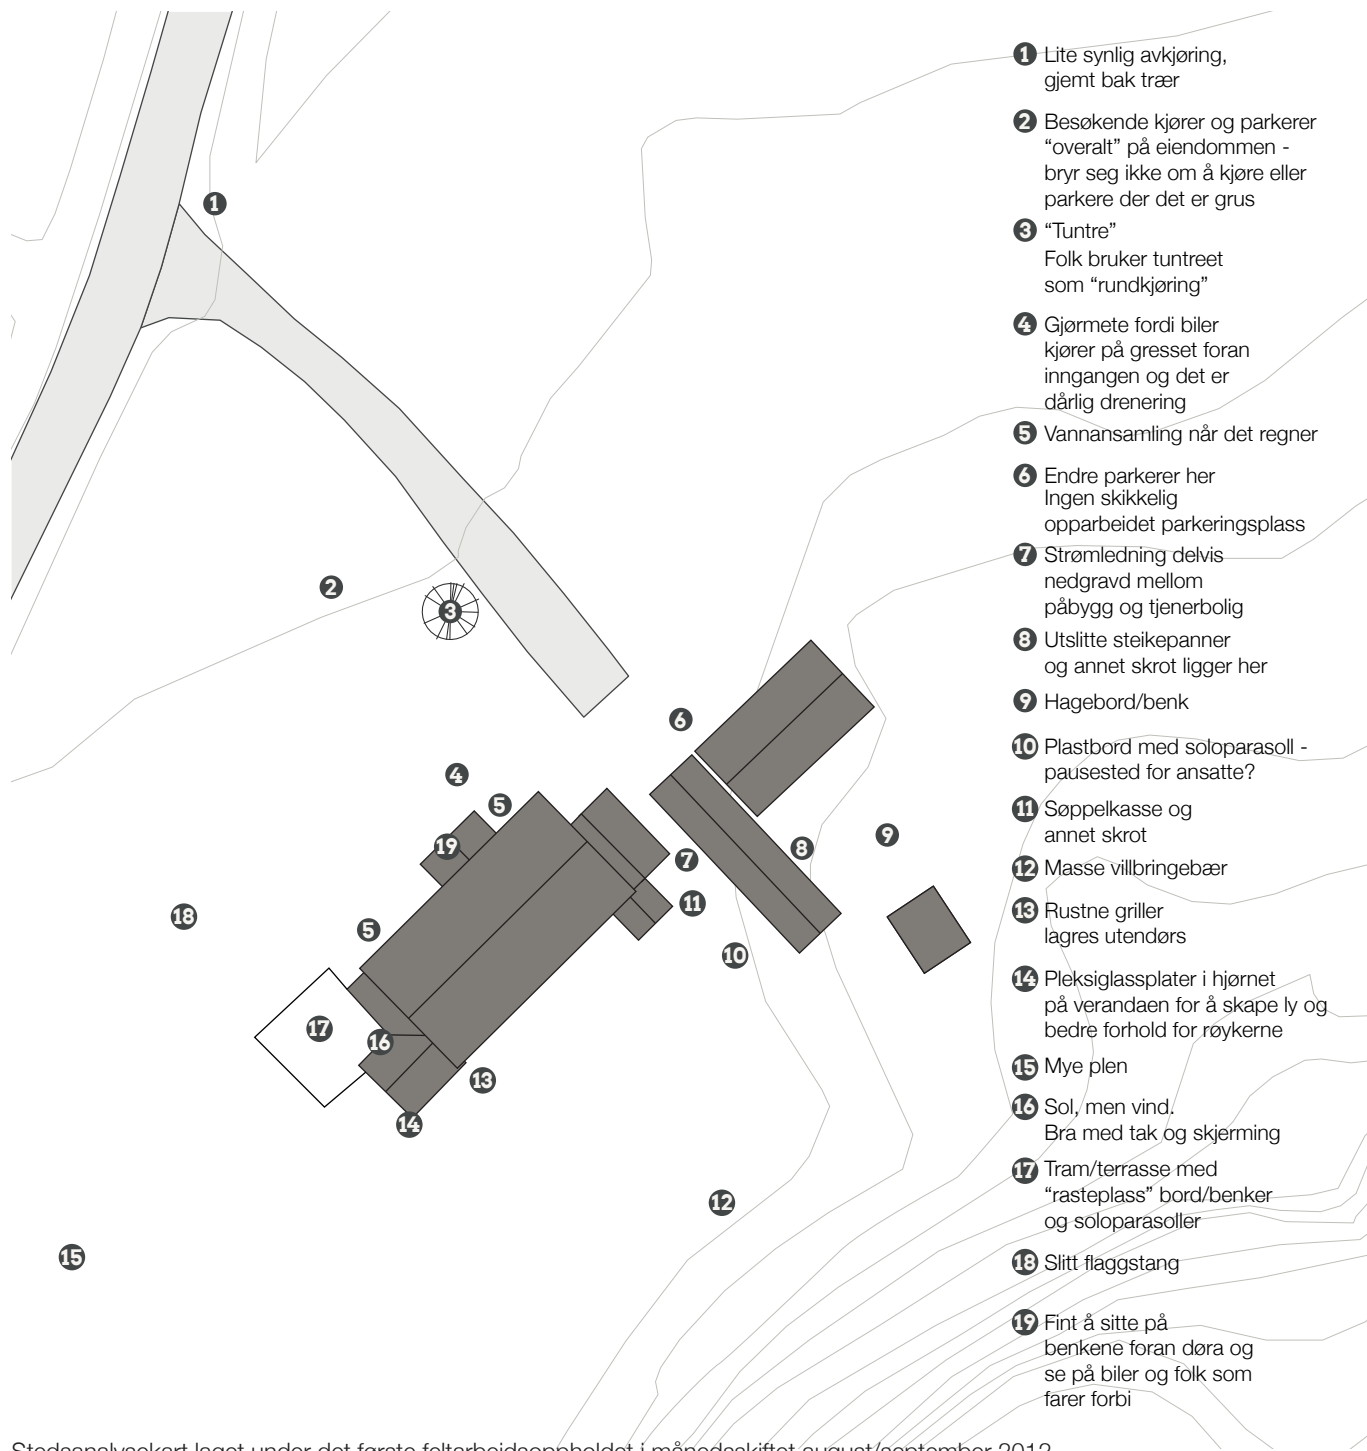 1 Lite synlig avkjøring,
gjemt bak trær
2 Besøkende kjører og parkerer
“overalt” på eiendommen -
bryr seg ikke om å kjøre eller
parkere der det er grus
3 “Tuntre”
Folk bruker tuntreet
som “rundkjøring”
4 Gjørmete fordi biler
kjører på gresset foran
inngangen og det er
dårlig drenering
5 Vannansamling når det regner
6 Endre parkerer her
Ingen skikkelig
opparbeidet parkeringsplass
7 Strømledning delvis
nedgravd mellom
påbygg og tjenerbolig
8 Utslitte steikepanner
og annet skrot ligger her
9 Hagebord/benk
10 Plastbord med soloparasoll -
pausested for ansatte?
11 Søppelkasse og
annet skrot
12 Masse villbringebær
13 Rustne griller
lagres utendørs
14 Pleksiglassplater i hjørnet
på verandaen for å skape ly og
bedre forhold for røykerne
15 Mye plen
16 Sol, men vind.
Bra med tak og skjerming
17 Tram/terrasse med
“rasteplass” bord/benker
og soloparasoller
18 Slitt flaggstang
19 Fint å sitte på
benkene foran døra og
se på biler og folk som
farer forbi
1
2
3
6
4
5
19
7
8
9
11
18
5
10
17
16
13
14
12
15
Stedsanalysekart laget under det første feltarbeidsoppholdet i månedsskiftet august/september 2012